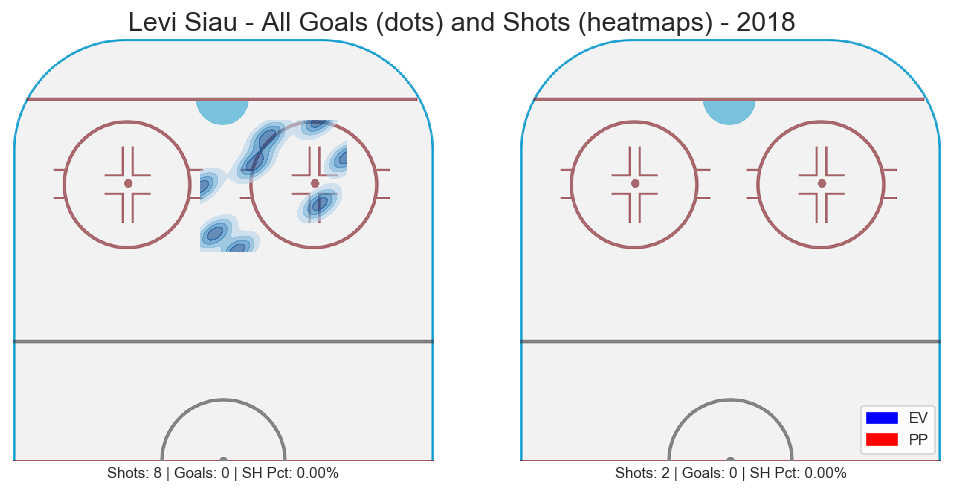 Levi Siau - All Goals (dots) and Shots (heatmaps) - 2018
EV
PP
Shots: 8 | Goals: 0 | SH Pct: 0.00%
Shots: 2 | Goals: 0 | SH Pct: 0.00%